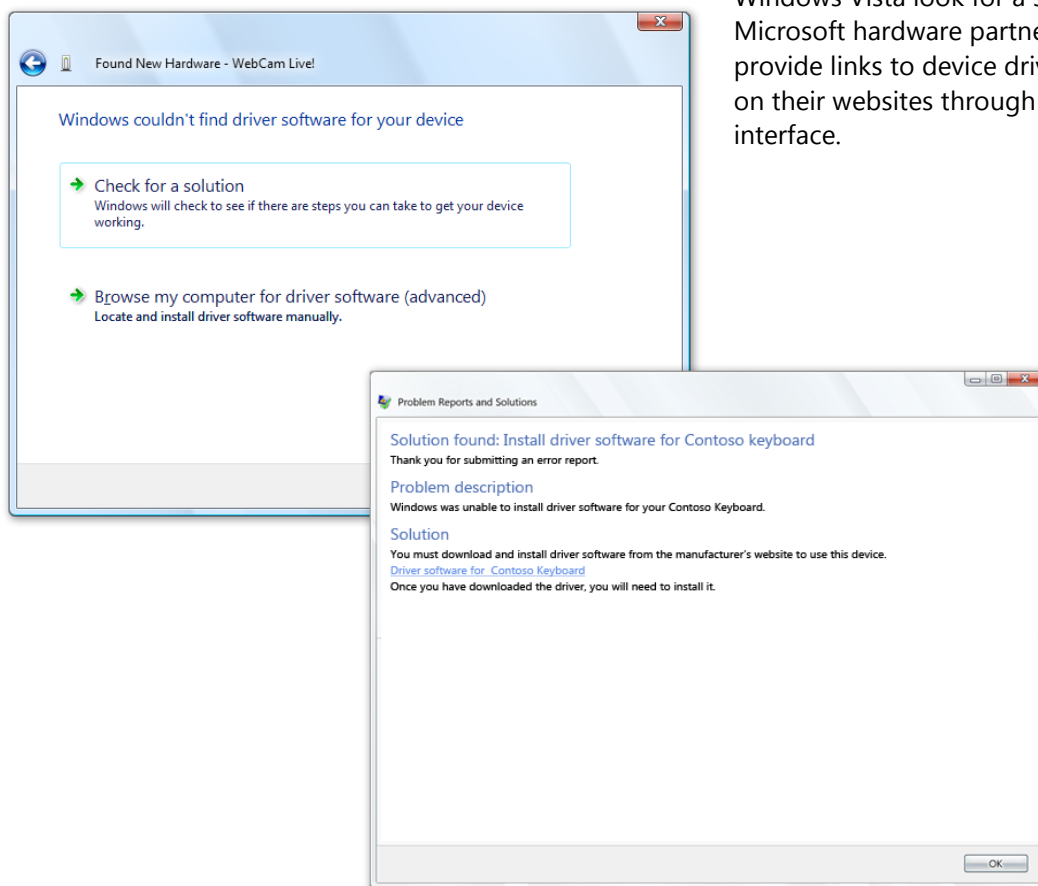 Windows Vista look for a
Microsoft hardware
provide links to device
on their websites through
interface.
Found New Hardware - WebCam Live!
Windows couldn't find driver software for your device
Check for a solution
Windows will check to see if there are steps you can take to get your device
working.
Browse my computer for driver software (advanced)
Locate and install driver software manually.
Problem Reports and Solutions
Solution found: Install driver software for Contoso keyboard
Thank you for submitting an error report.
Problem description
Windows was unable to install driver software for your Contoso Keyboard.
Solution
You must download and install driver software from the manufacturer's website to use this device.
Driver software for Contoso Keyboard
Once you have downloaded the driver, you will need to install it.
OK